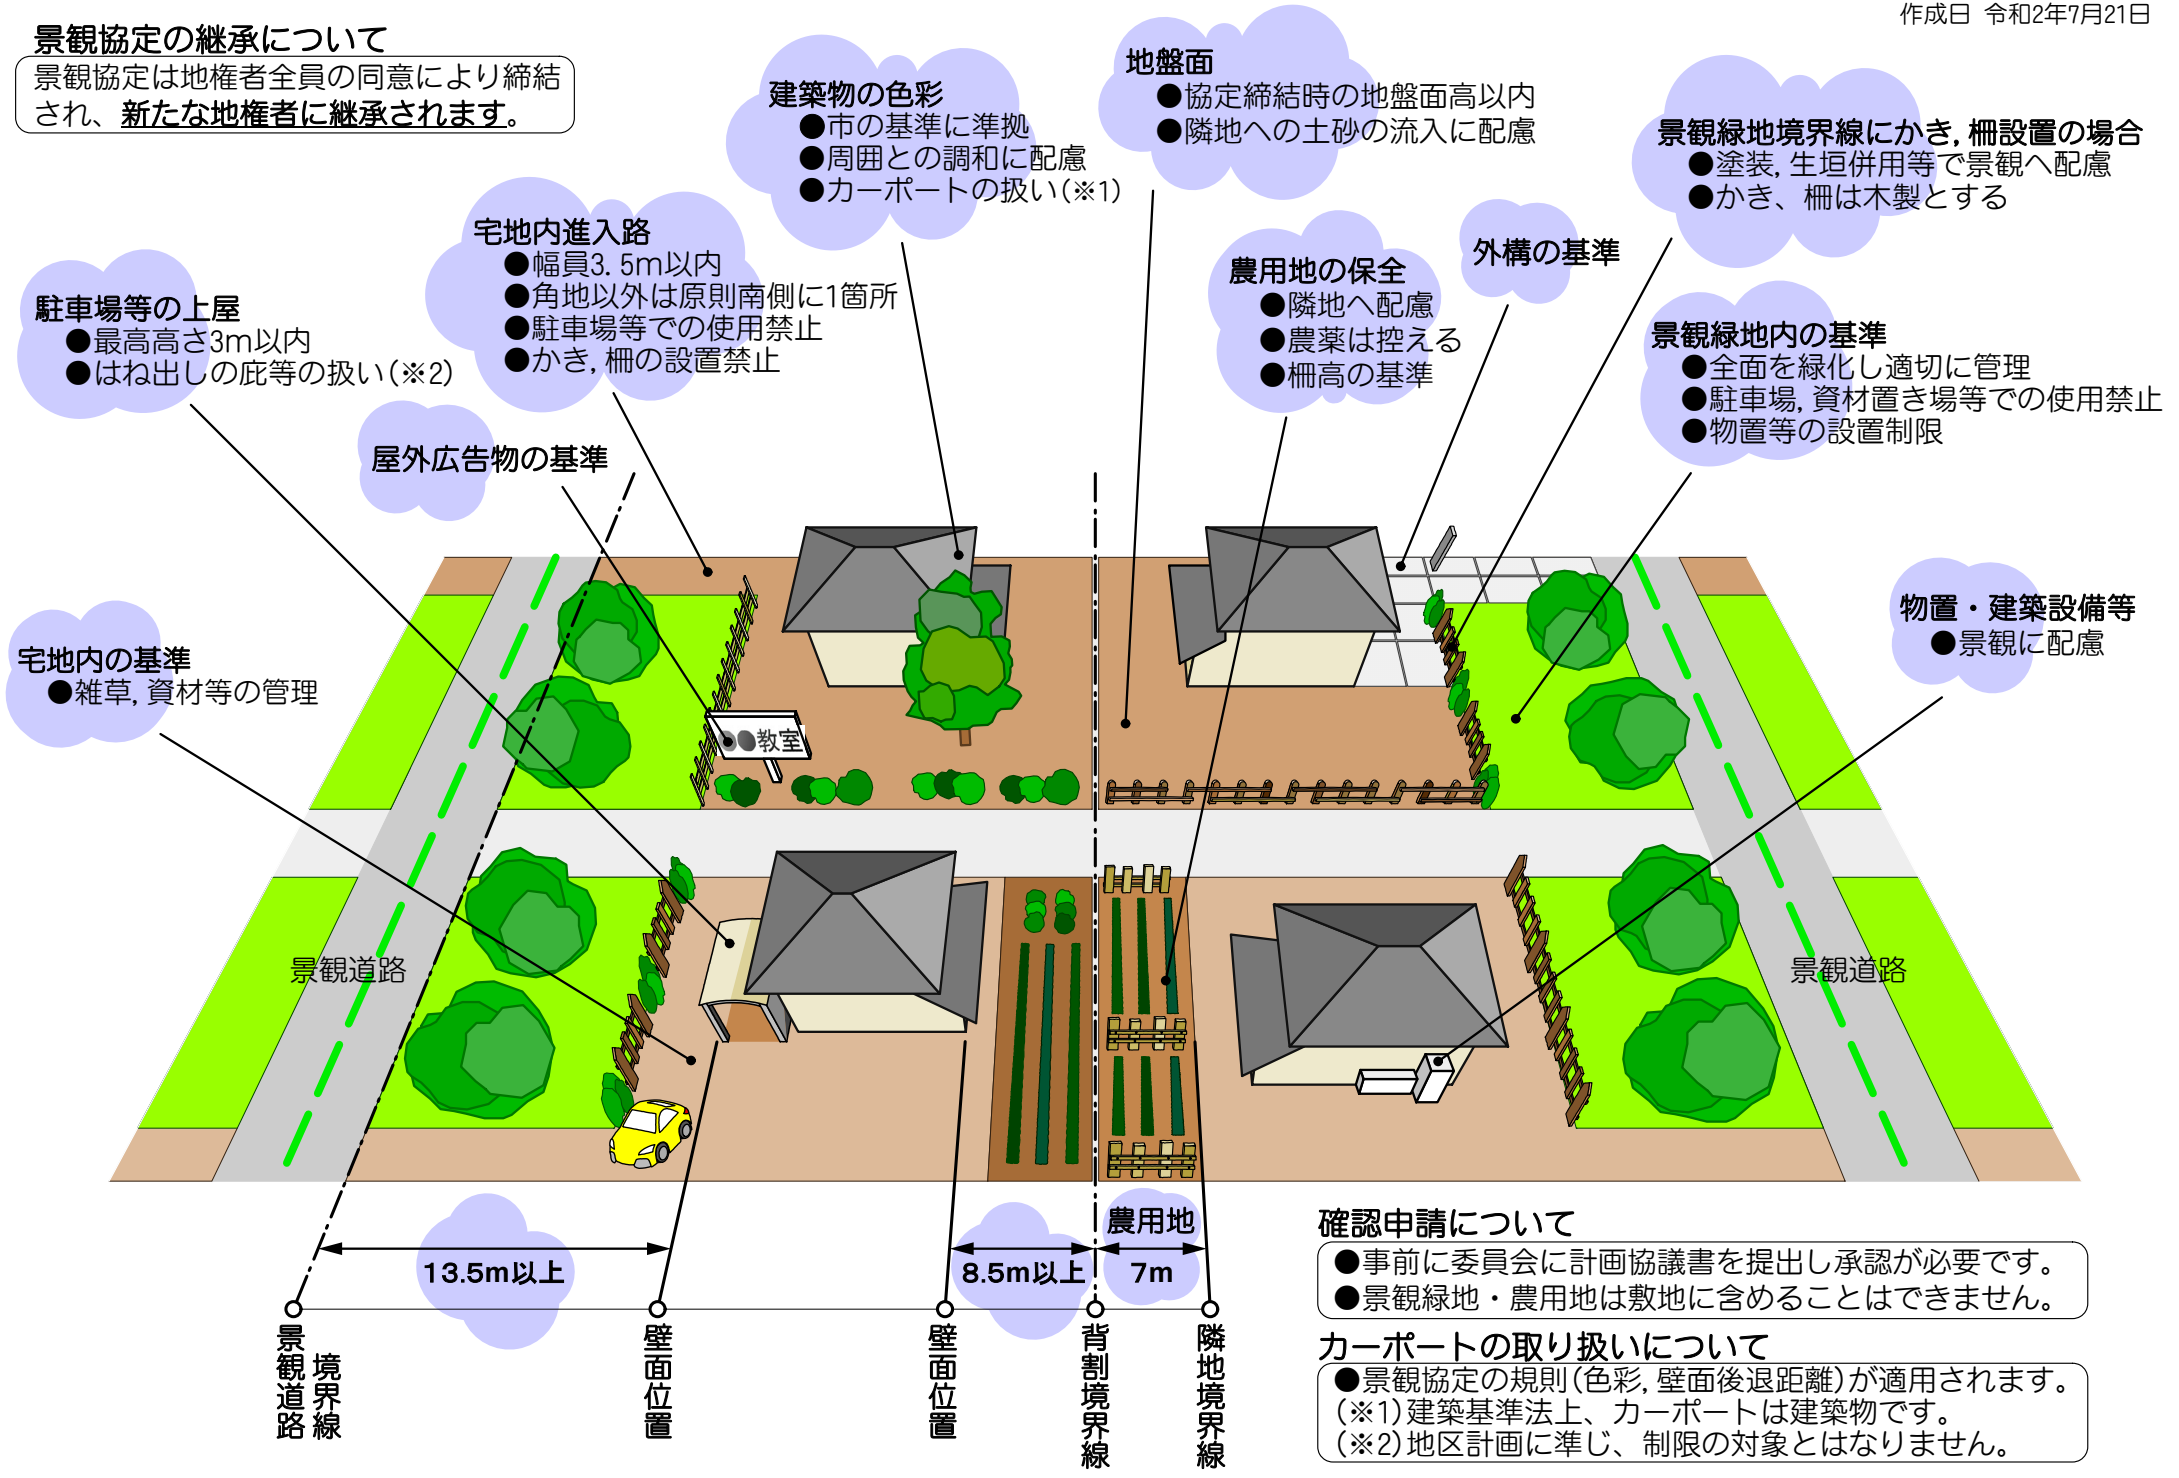 作成日 令和2年7月21日
景観協定の継承について
景観協定は地権者全員の同意により締結
され、新たな地権者に継承されます。
建築物の色彩
●市の基準に準拠
●周囲との調和に配慮
●カーポートの扱い(※1)
地盤面
●協定締結時の地盤面高以内
●隣地への土砂の流入に配慮
景観緑地境界線にかき,柵設置の場合
●塗装,生垣併用等で景観へ配慮
●かき、柵は木製とする
宅地内進入路
●幅員3.5m以内
●角地以外は原則南側に1箇所
●駐車場等での使用禁止
●かき,柵の設置禁止
農用地の保全
●隣地へ配慮
●農薬は控える
●柵高の基準
外構の基準
駐車場等の上屋
●最高高さ3m以内
●はね出しの庇等の扱い(※2)
景観緑地内の基準
●全面を緑化し適切に管理
●駐車場,資材置き場等での使用禁止
●物置等の設置制限
屋外広告物の基準
物置・建築設備等
●景観に配慮
宅地内の基準
●雑草,資材等の管理
●●教室
景観道路
景観道路
13.5m以上
8.5m以上
農用地
7m
景観道路
境界線
壁面位置
壁面位置
背割境界線
隣地境界線
確認申請について
●事前に委員会に計画協議書を提出し承認が必要です。
●景観緑地・農用地は敷地に含めることはできません。
カーポートの取り扱いについて
●景観協定の規則(色彩,壁面後退距離)が適用されます。
(※1)建築基準法上、カーポートは建築物です。
(※2)地区計画に準じ、制限の対象とはなりません。